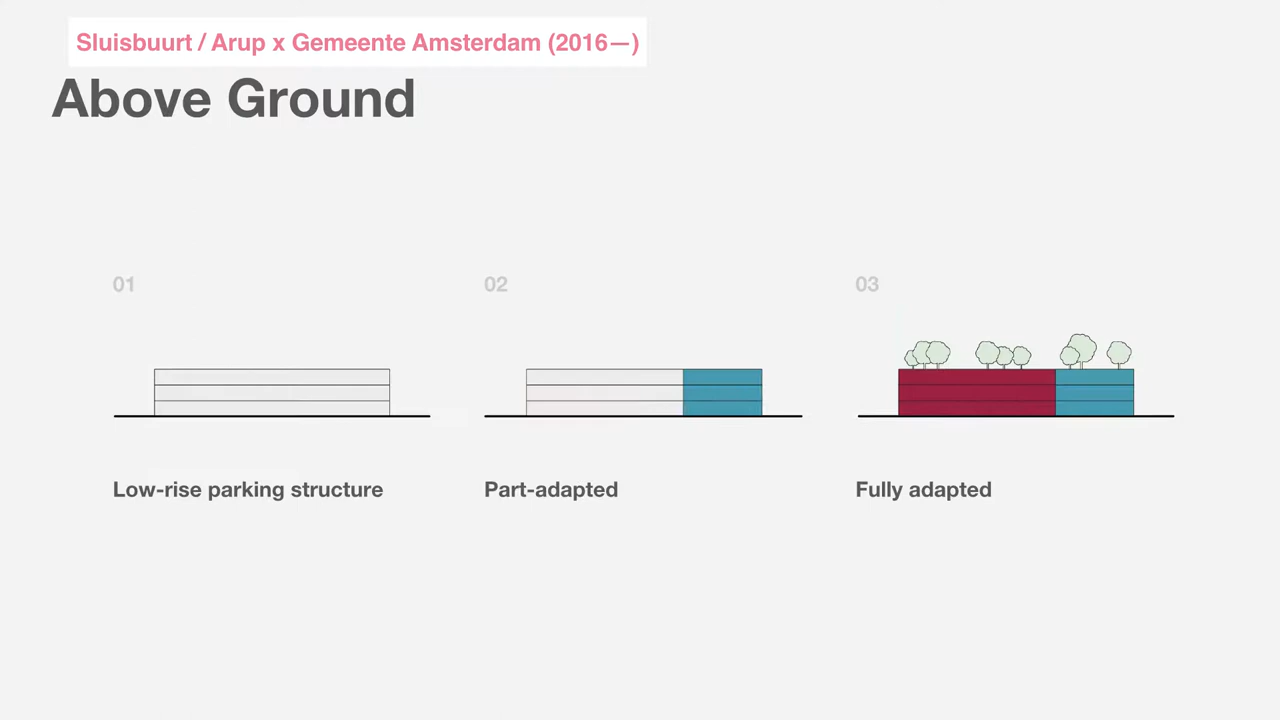 Sluisbuurt / Arup x Gemeente Amsterdam (2016—)
Above Ground
01
02
03
Low-rise parking structure
Part-adapted
Fully adapted